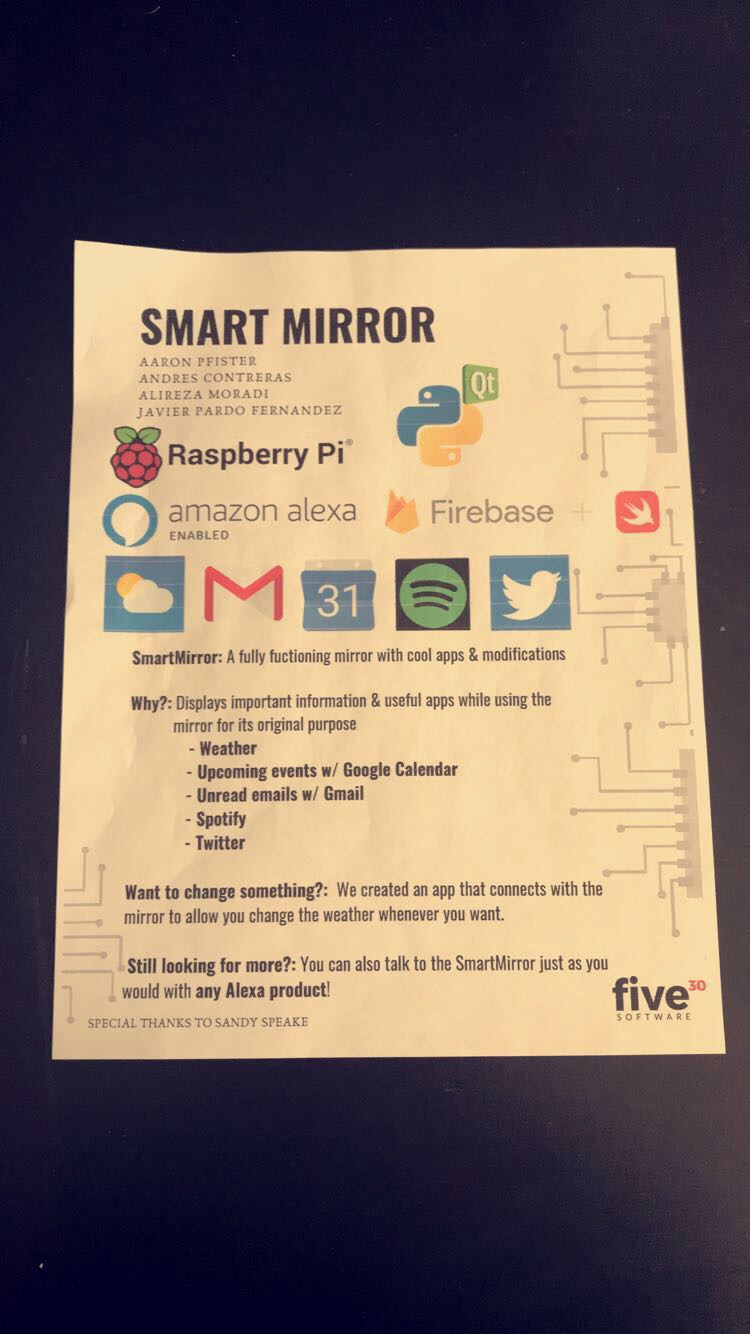 SMART MIRROR
AARON PFISTER
ANDRES CONTRERAS
ALIREZA MORADI
JAVIER PARDO FERNANDEZ
Qt
Raspberry Pi®
amazon alexa
ENABLED
Firebase +
31
SmartMirror: A fully fuctioning mirror with cool apps & modifications
Why?: Displays important information & useful apps while using the
mirror for its original purpose
- Weather
- Upcoming events w/ Google Calendar
- Unread emails w/ Gmail
- Spotify
- Twitter
Want to change something?: We created an app that connects with the
mirror to allow you change the weather whenever you want.
Still looking for more?: You can also talk to the SmartMirror just as you
would with any Alexa product!
five30
SOFTWARE
SPECIAL THANKS TO SANDY SPEAKE